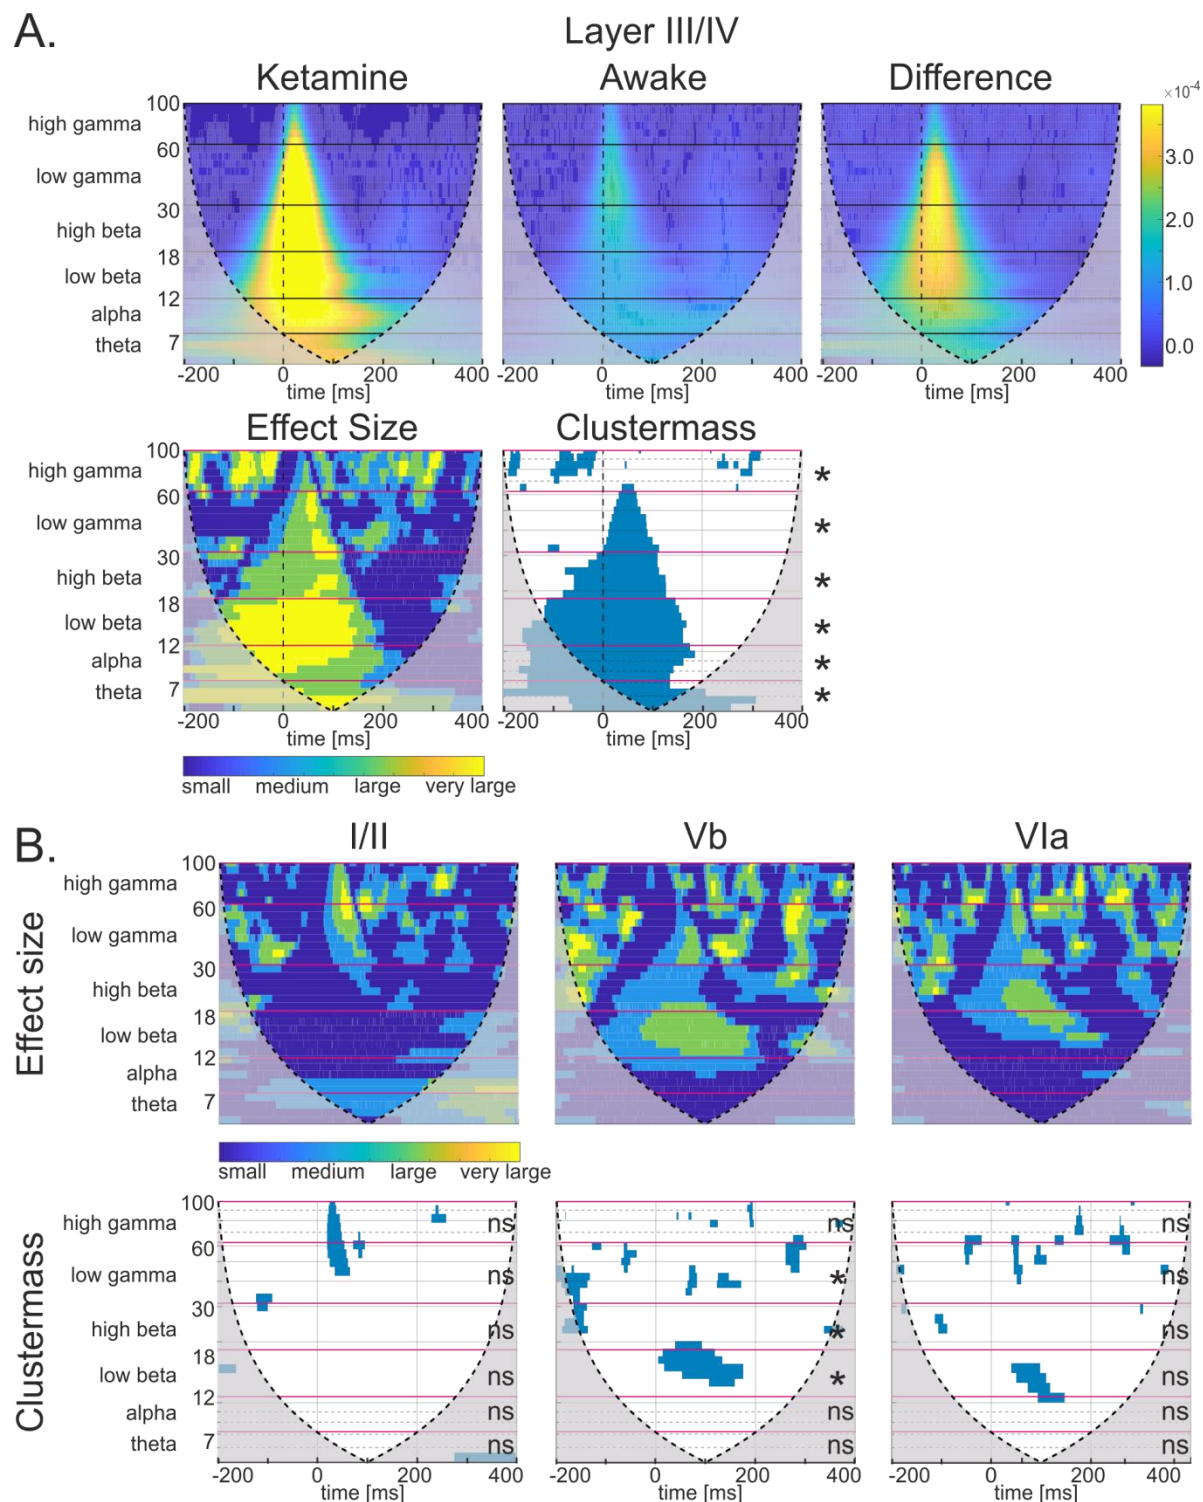 A.
Layer III/IV
Ketamine Awake Difference
×10⁻⁴
100
high gamma
60
low gamma
30
high beta
18
low beta
12
alpha
7
theta
3.0
2.0
1.0
0.0
-200 0 200 400 0 200 400 0 200 400
time [ms] time [ms] time [ms]
Effect Size Clustermass
100
high gamma *
60
low gamma *
30
high beta *
18
low beta *
12
alpha *
7
theta *
-200 0 200 400 -200 0 200 400
time [ms] time [ms]
small medium large very large
B.
I/II Vb VIa
Effect size
100
high gamma
60
low gamma
30
high beta
18
low beta
12
alpha
theta 7
small medium large very large
Clustermass
100
high gamma ns ns ns
60
low gamma ns * ns
30
high beta ns * ns
18
low beta ns * ns
12
alpha ns ns ns
theta 7 ns ns ns
-200 0 200 400 -200 0 200 400 -200 0 200 400
time [ms] time [ms] time [ms]